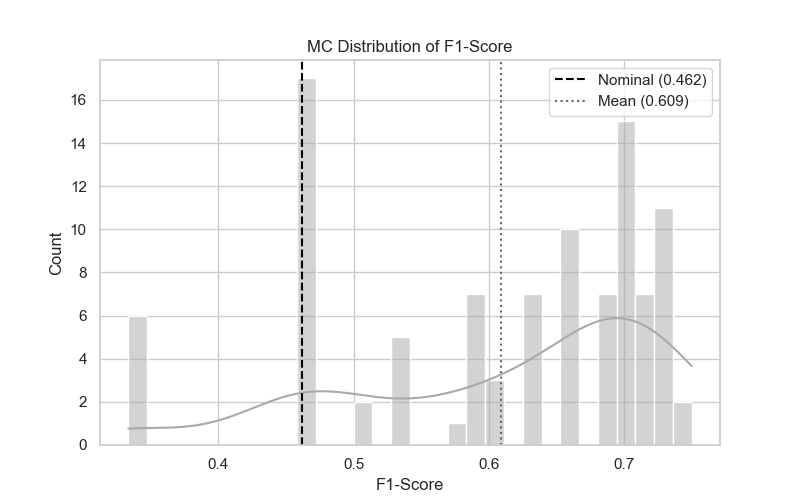 MC Distribution of F1-Score
Nominal (0.462)
Mean (0.609)
16
14
12
10
8
6
4
2
0
Count
0.4 0.5 0.6 0.7
F1-Score